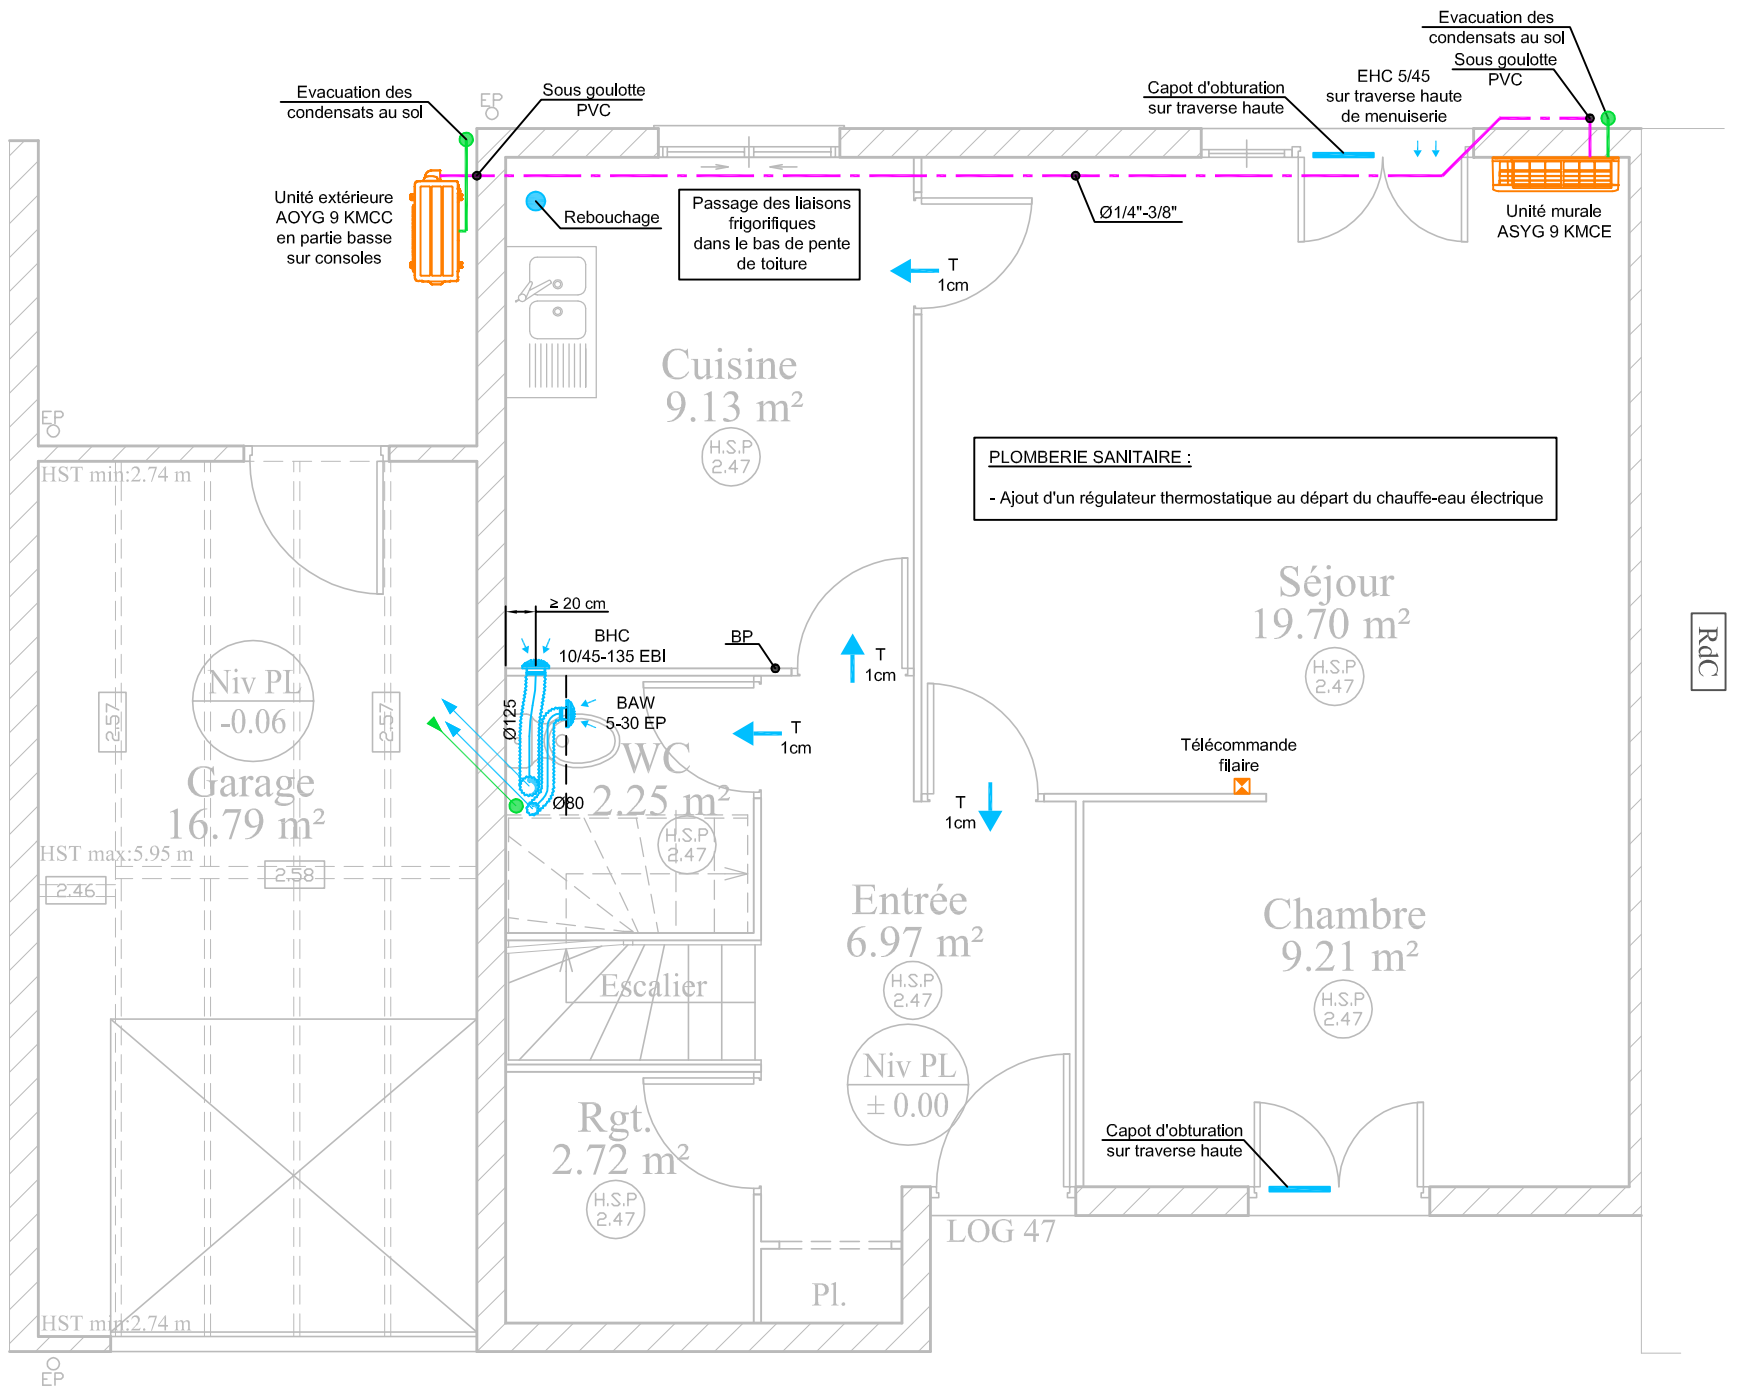 Evacuation des
condensats au sol
Sous goulotte
PVC
Evacuation des
condensats au sol
EP
Sous goulotte
PVC
Capot d'obturation
sur traverse haute
EHC 5/45
sur traverse haute
de menuiserie
Unité extérieure
AOYG 9 KMCC
en partie basse
sur consoles
Rebouchage
Passage des liaisons
frigorifiques
dans le bas de pente
de toiture
Ø1/4"-3/8"
Unité murale
ASYG 9 KMCE
T
1cm
Cuisine
9.13 m²
H.S.P
2.47
EP
HST min:2.74 m
PLOMBERIE SANITAIRE :
- Ajout d'un régulateur thermostatique au départ du chauffe-eau électrique
Séjour
19.70 m²
H.S.P
2.47
RdC
≥ 20 cm
BHC
10/45-135 EBI
BP
T
1cm
Niv PL
-0.06
2.57
2.57
Ø125
BAW
5-30 EP
T
1cm
WC
2.25 m²
Ø80
H.S.P
2.47
Télécommande
filaire
Garage
16.79 m²
T
1cm
HST max:5.95 m
2.46
2.58
Entrée
6.97 m²
H.S.P
2.47
Chambre
9.21 m²
H.S.P
2.47
Escalier
Niv PL
± 0.00
Rgt.
2.72 m²
H.S.P
2.47
Capot d'obturation
sur traverse haute
LOG 47
Pl.
HST min:2.74 m
EP